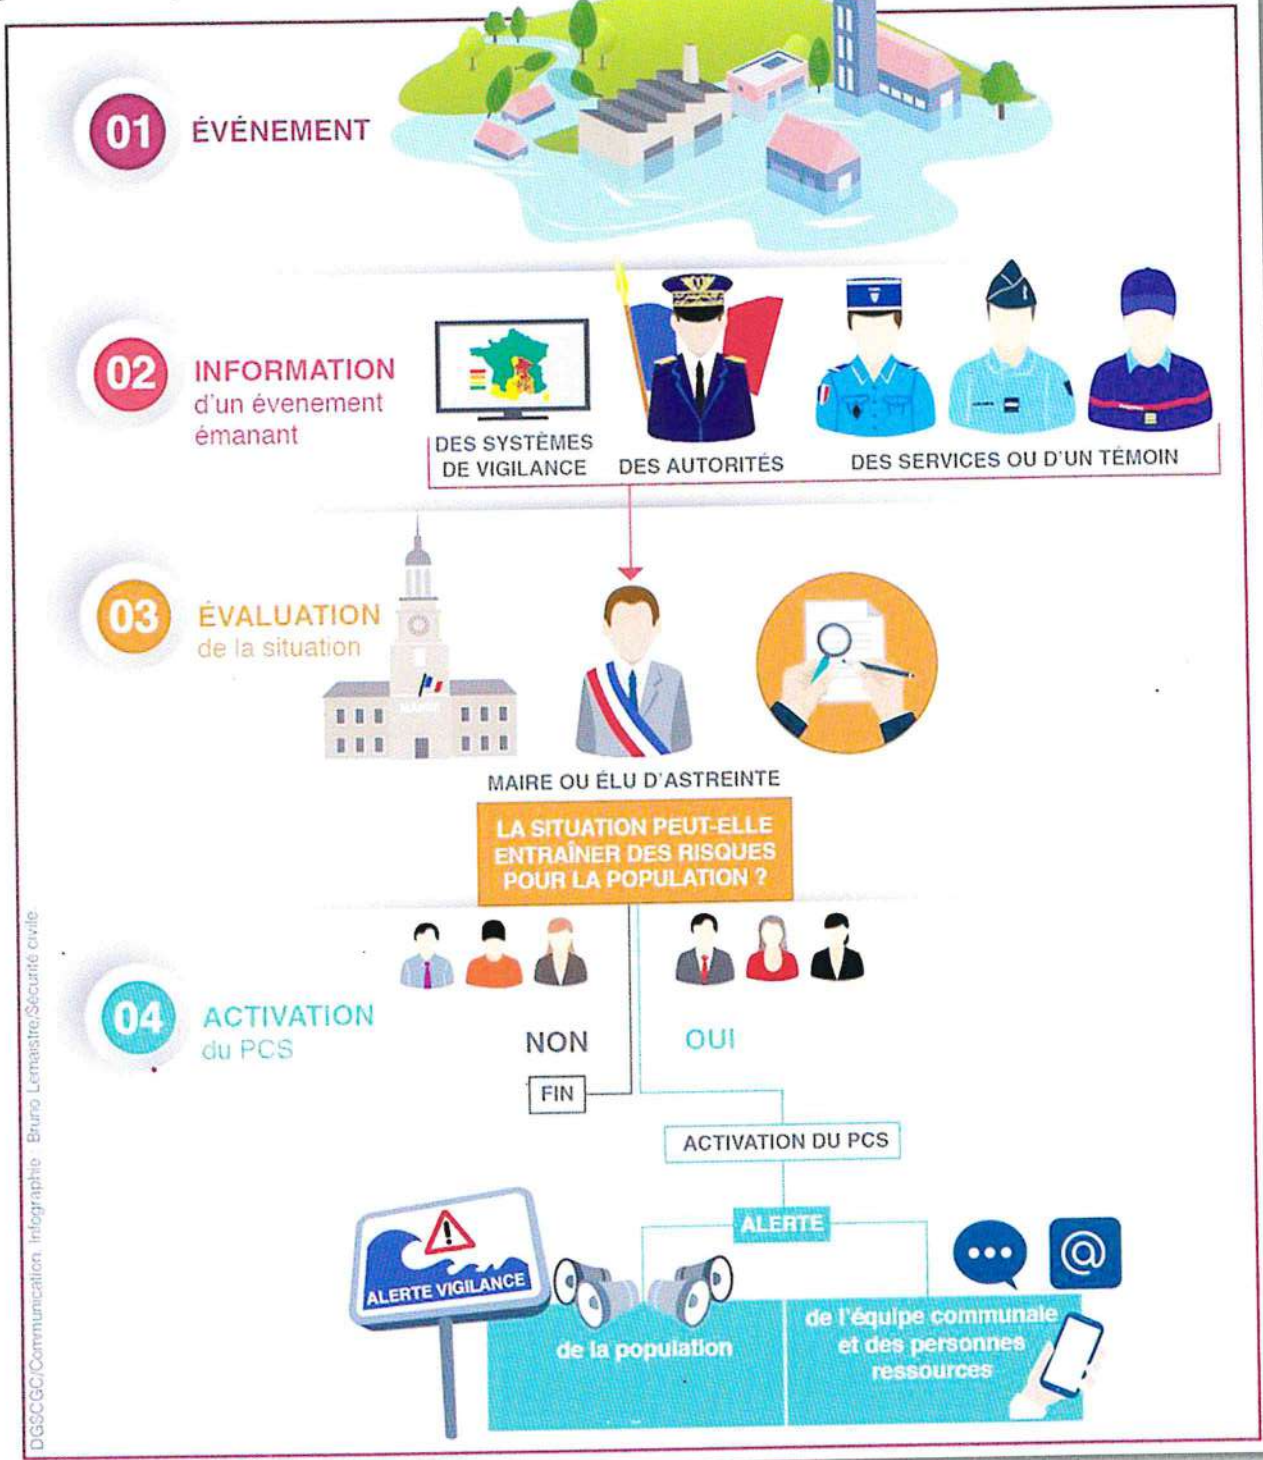 01
ÉVÉNEMENT
02
INFORMATION
d'un évenement
émanant
DES SYSTÈMES
DE VIGILANCE
DES AUTORITÉS
DES SERVICES OU D'UN TÉMOIN
03
ÉVALUATION
de la situation
MAIRIE
MAIRE OU ÉLU D'ASTREINTE
LA SITUATION PEUT-ELLE
ENTRAÎNER DES RISQUES
POUR LA POPULATION ?
04
ACTIVATION
du PCS
NON
OUI
FIN
ACTIVATION DU PCS
ALERTE
ALERTE VIGILANCE
de la population
de l'équipe communale
et des personnes
ressources
DGSCGC/Communication. Infographie : Bruno Lemaistre/Sécurité civile